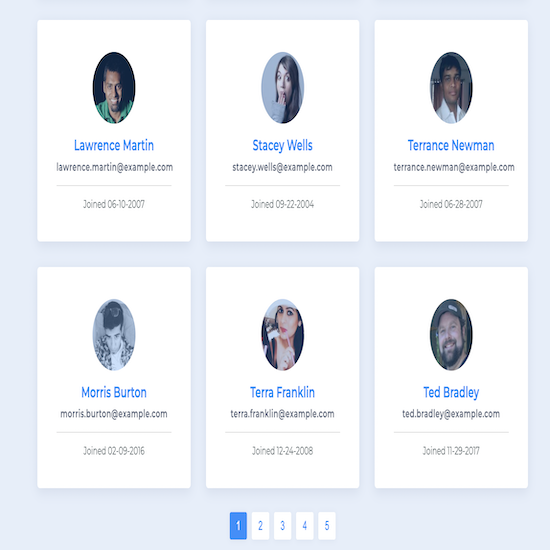 Lawrence Martin
lawrence.martin@example.com
Joined 06-10-2007
Stacey Wells
stacey.wells@example.com
Joined 09-22-2004
Terrance Newman
terrance.newman@example.com
Joined 06-28-2007
Morris Burton
morris.burton@example.com
Joined 02-09-2016
Terra Franklin
terra.franklin@example.com
Joined 12-24-2008
Ted Bradley
ted.bradley@example.com
Joined 11-29-2017
1 2 3 4 5